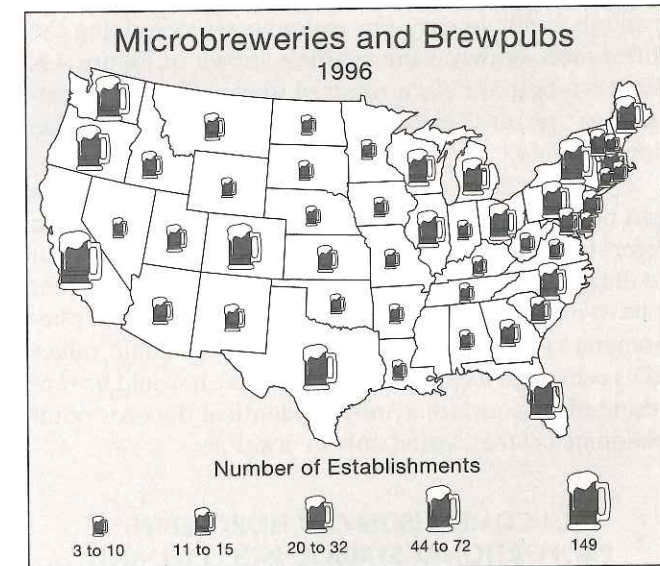 Microbreweries and Brewpubs
1996
Number of Establishments
3 to 10
11 to 15
20 to 32
44 to 72
149